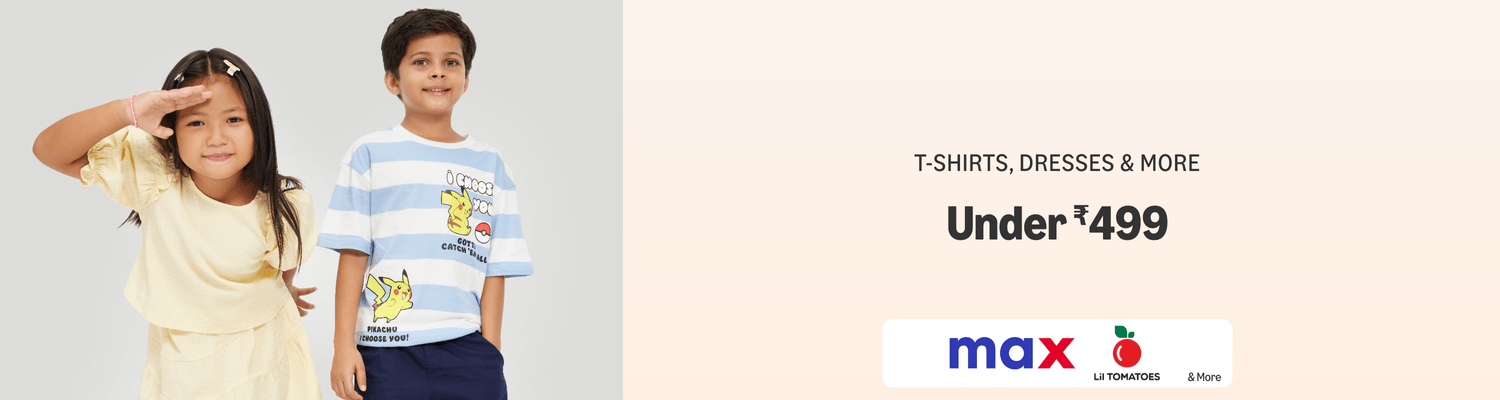 I CHOOSE
YOU
GOTTA
CATCH 'EM ALL
PIKACHU
I CHOOSE YOU!
T-SHIRTS, DRESSES & MORE
Under ₹499
max
Lil TOMATOES
& More